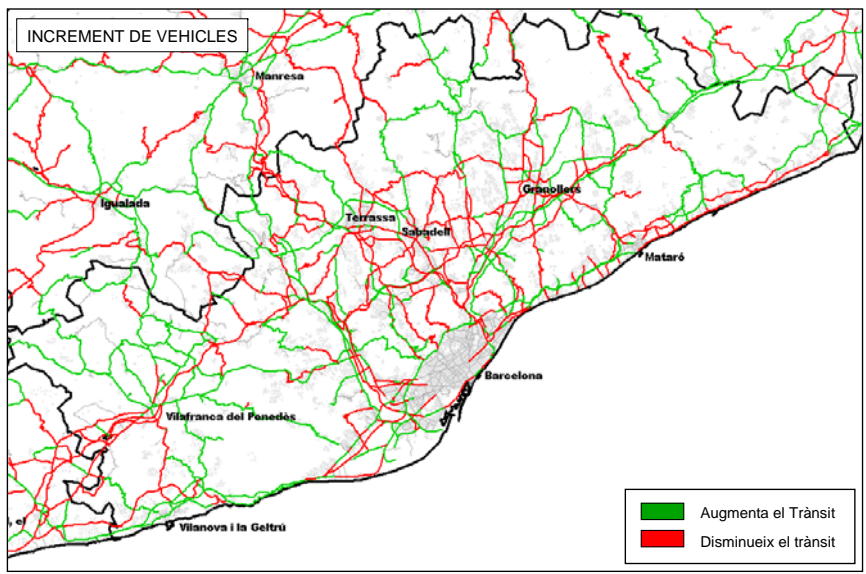 INCREMENT DE VEHICLES
Manresa
Igualada
Granollers
Terrassa
Sabadell
Mataró
Barcelona
Vilafranca del Penedès
Vilanova i la Geltrú
, el
Augmenta el Trànsit
Disminueix el trànsit